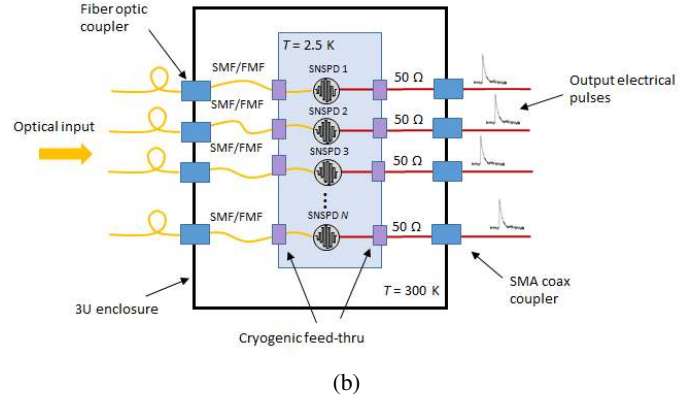 Fiber optic
coupler
T = 2.5 K
SMF/FMF
SNSPD 1
50 Ω
Output electrical
pulses
SMF/FMF
SNSPD 2
50 Ω
Optical input
SMF/FMF
SNSPD 3
50 Ω
SMF/FMF
SNSPD N
50 Ω
SMA coax
coupler
T = 300 K
3U enclosure
Cryogenic feed-thru
(b)